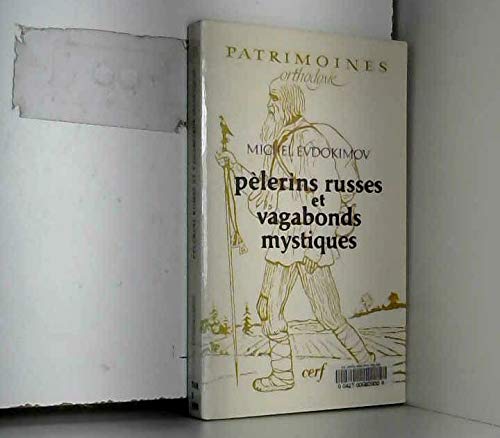 PATRIMOINES
orthodoxie
MICHEL EVDOKIMOV
pèlerins russes
et
vagabonds
mystiques
cerf